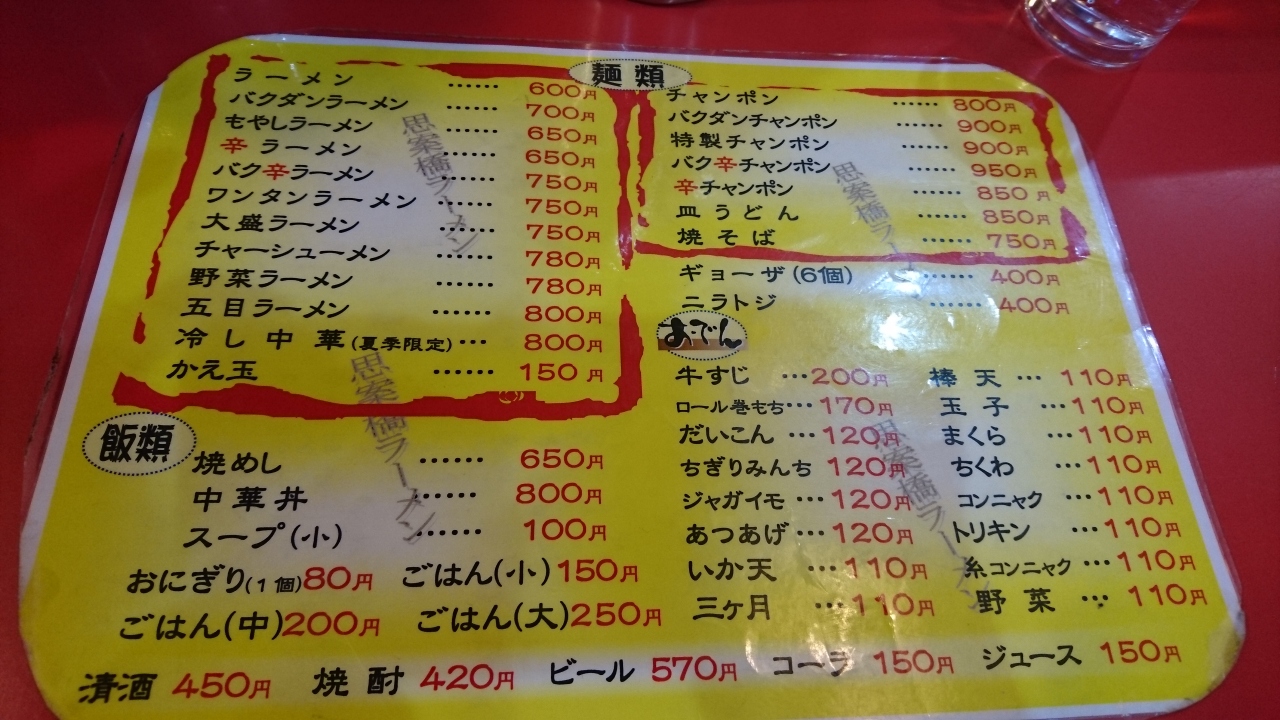 麺類
ラーメン …… 600円
バクダンラーメン …… 700円
もやしラーメン …… 650円
辛ラーメン …… 650円
バク辛ラーメン …… 750円
ワンタンラーメン …… 750円
大盛ラーメン …… 750円
チャーシューメン …… 780円
野菜ラーメン …… 780円
五目ラーメン …… 800円
冷し中華(夏季限定)… 800円
かえ玉 …… 150円
チャンポン …… 800円
バクダンチャンポン …… 900円
特製チャンポン …… 900円
バク辛チャンポン …… 950円
辛チャンポン 850円
皿うどん …… 850円
焼そば …… 750円
ギョーザ(6個) …… 400円
ニラトジ …… 400円
おでん
牛すじ …200円
ロール巻もち… 170円
だいこん …120円
ちぎりみんち 120円
ジャガイモ …120円
あつあげ …120円
いか天 …110円
三ヶ月 …110円
棒天 … 110円
玉子 …110円
まくら …110円
ちくわ …110円
コンニャク …110円
トリキン …110円
糸コンニャク …110円
野菜 … 110円
飯類
焼めし …… 650円
中華丼 …… 800円
スープ(小) …… 100円
おにぎり(1個)80円 ごはん(小)150円
ごはん(中)200円 ごはん(大)250円
清酒 450円 焼酎 420円 ビール 570円 コーラ 150円 ジュース 150円
思案橋ラーメン
思案橋ラーメン
思案橋ラーメン
思案橋ラーメン